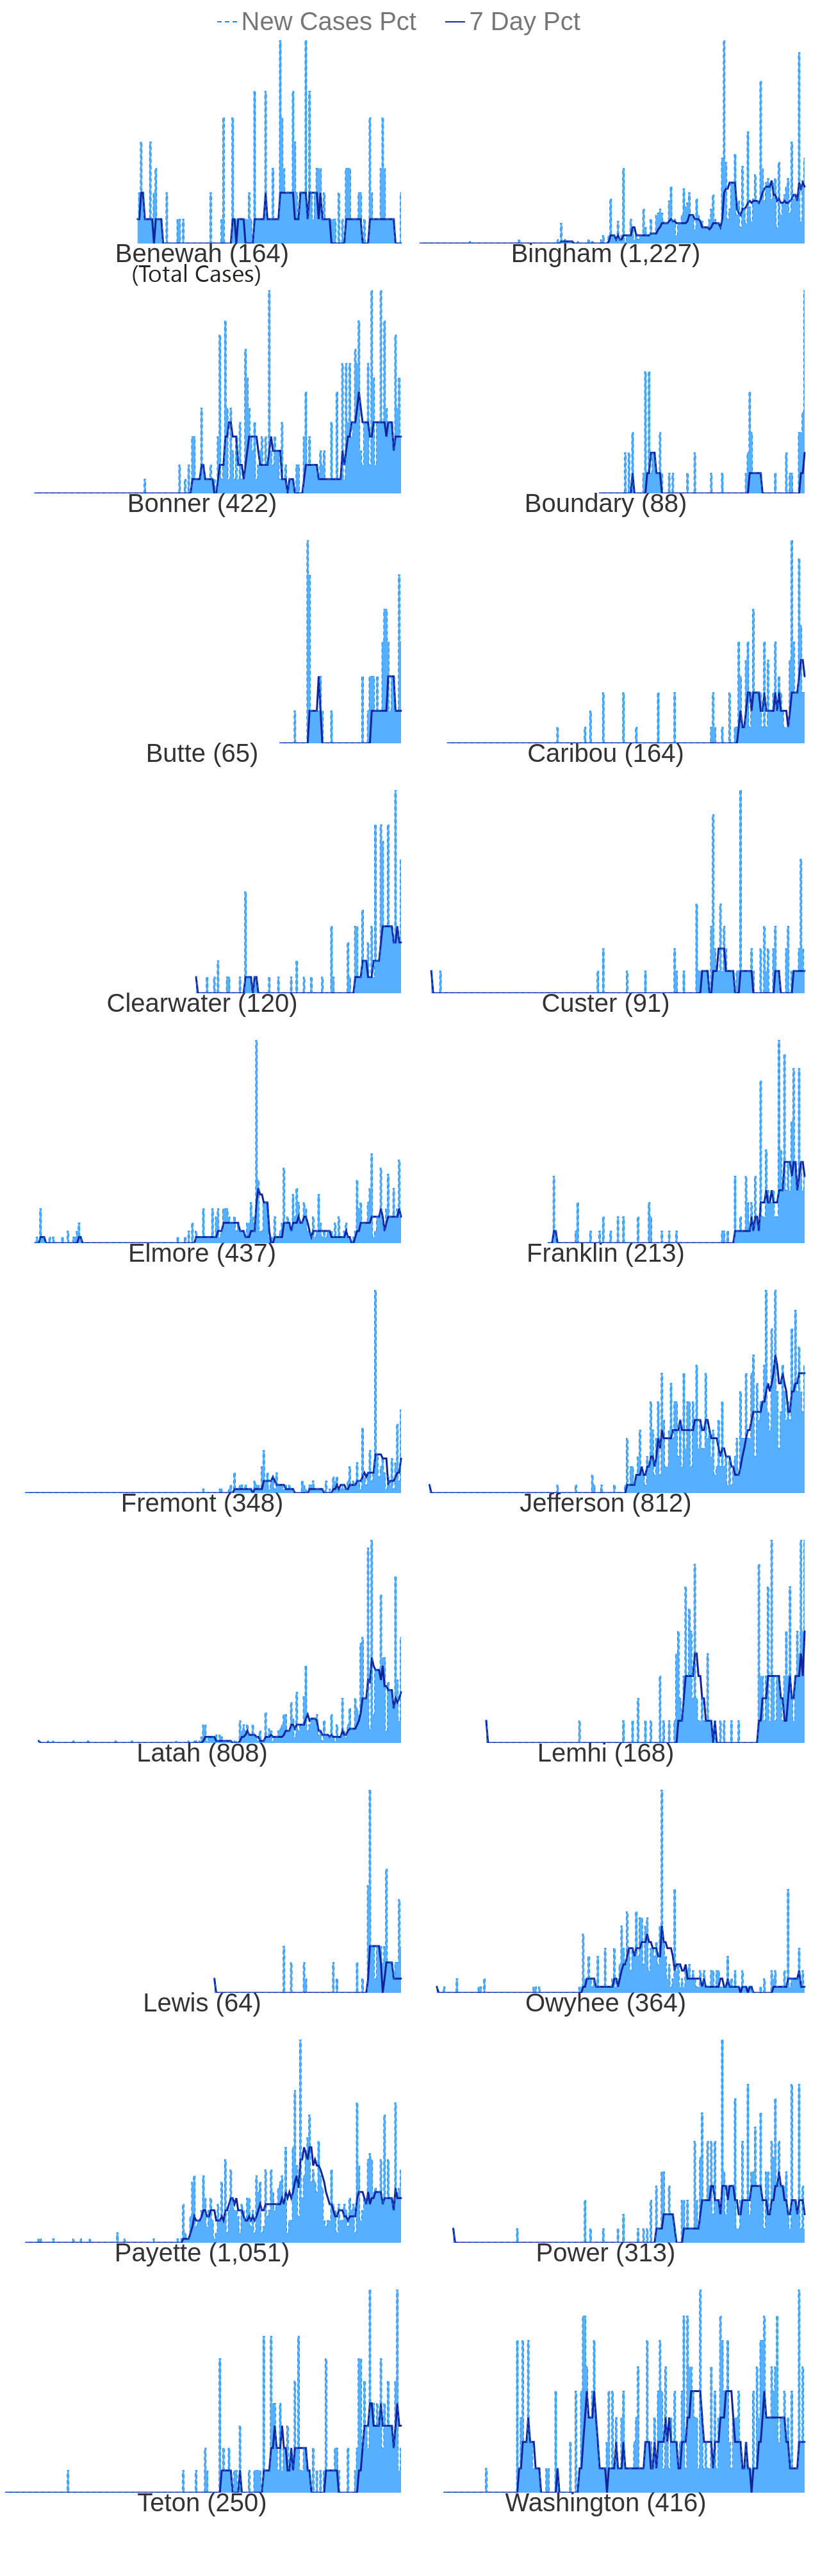 New Cases Pct 7 Day Pct
Benewah (164) Bingham (1,227)
(Total Cases)
Bonner (422) Boundary (88)
Butte (65) Caribou (164)
Clearwater (120) Custer (91)
Elmore (437) Franklin (213)
Fremont (348) Jefferson (812)
Latah (808) Lemhi (168)
Lewis (64) Owyhee (364)
Payette (1,051) Power (313)
Teton (250) Washington (416)